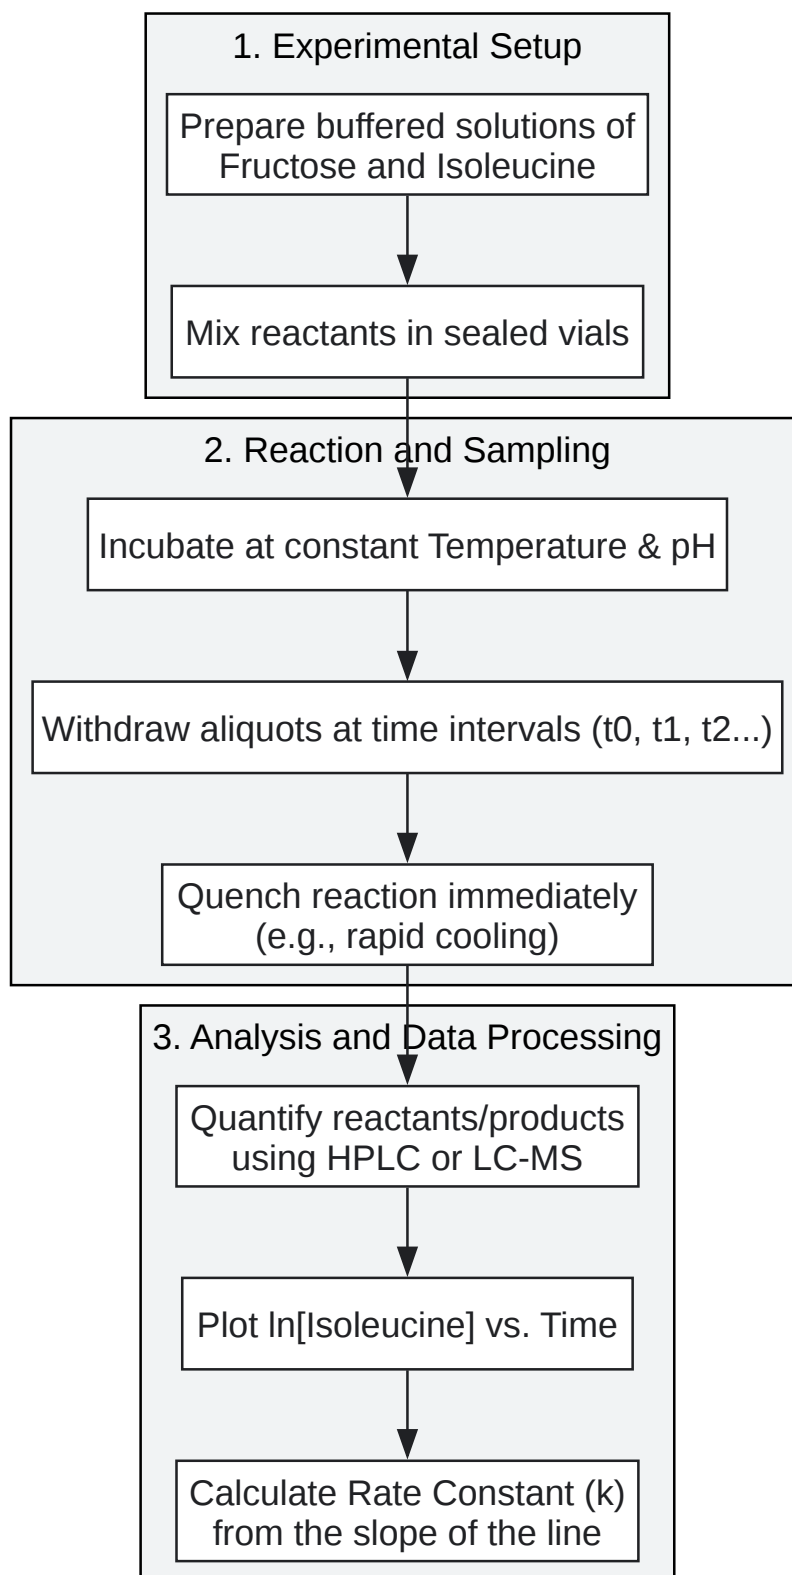 1. Experimental Setup
Prepare buffered solutions of
Fructose and Isoleucine
Mix reactants in sealed vials
2. Reaction and Sampling
Incubate at constant Temperature & pH
Withdraw aliquots at time intervals (t0, t1, t2...)
Quench reaction immediately
(e.g., rapid cooling)
3. Analysis and Data Processing
Quantify reactants/products
using HPLC or LC-MS
Plot ln[Isoleucine] vs. Time
Calculate Rate Constant (k)
from the slope of the line